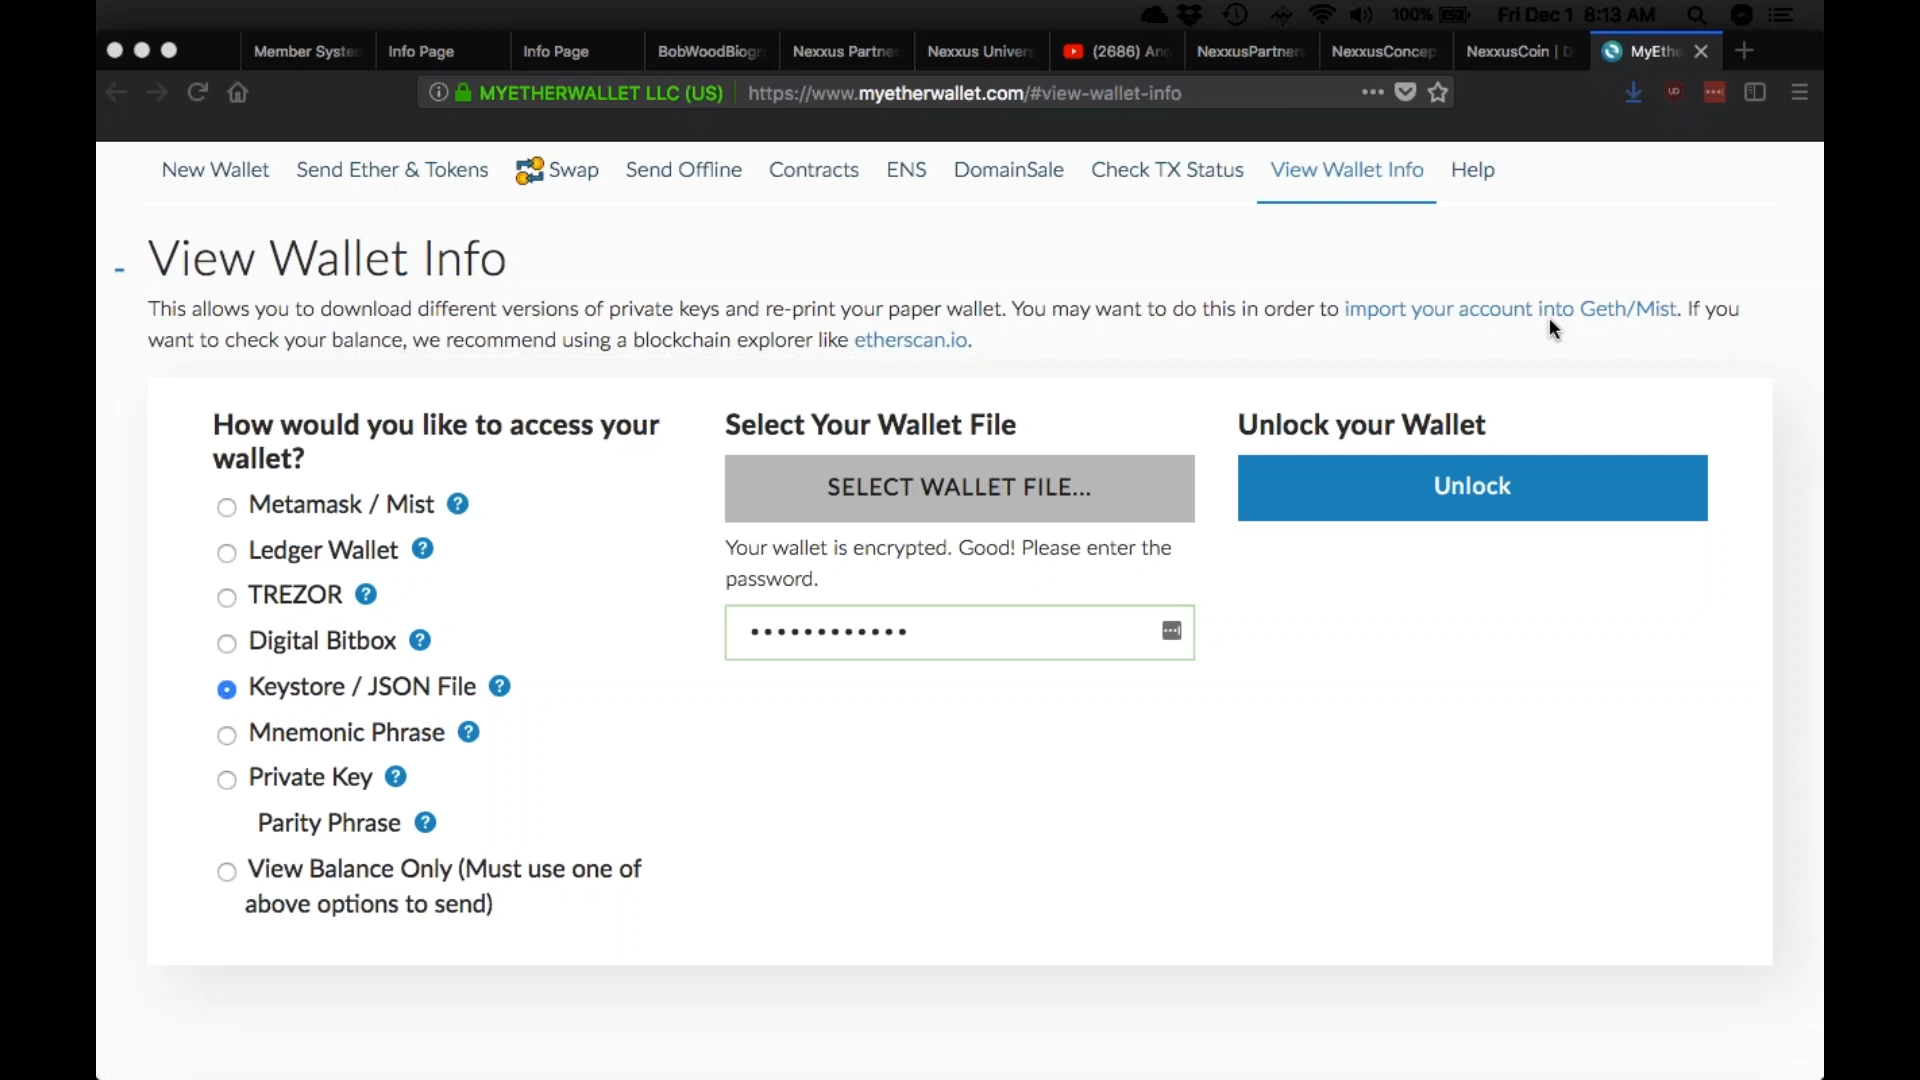 100% Fri Dec 1 8:13 AM
Member Syste Info Page Info Page BobWoodBiogr Nexxus Partne Nexxus Univer (2686) An NexxusPartner NexxusConcep NexxusCoin | D MyEthe
MYETHERWALLET LLC (US) https://www.myetherwallet.com/#view-wallet-info
New Wallet Send Ether & Tokens Swap Send Offline Contracts ENS DomainSale Check TX Status View Wallet Info Help
- View Wallet Info
This allows you to download different versions of private keys and re-print your paper wallet. You may want to do this in order to import your account into Geth/Mist. If you
want to check your balance, we recommend using a blockchain explorer like etherscan.io.
How would you like to access your
wallet?
Metamask / Mist ?
Ledger Wallet ?
TREZOR ?
Digital Bitbox ?
Keystore / JSON File ?
Mnemonic Phrase ?
Private Key ?
Parity Phrase ?
View Balance Only (Must use one of
above options to send)
Select Your Wallet File
SELECT WALLET FILE...
Your wallet is encrypted. Good! Please enter the
password.
Unlock your Wallet
Unlock